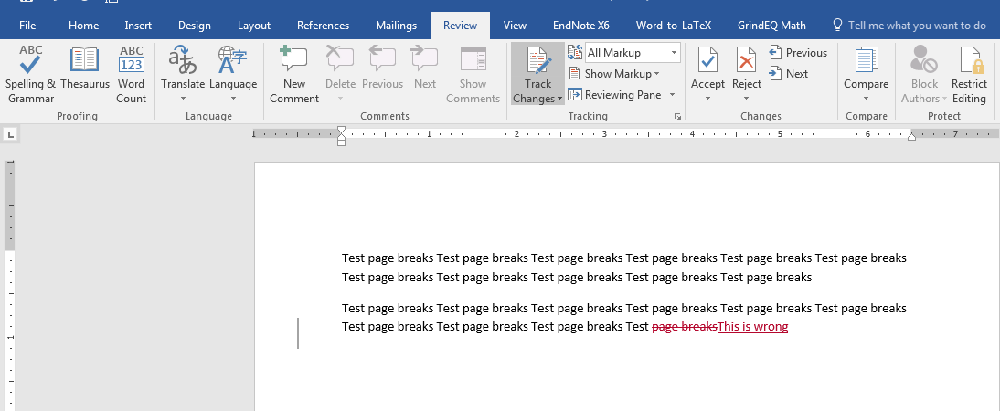 File Home Insert Design Layout References Mailings Review View EndNote X6 Word-to-LaTeX GrindEQ Math Tell me what you want to do
ABC
Spelling & Grammar
Thesaurus
ABC
123
Word Count
Proofing
Translate
Language
Language
New Comment
Delete
Previous
Next
Show Comments
Comments
Track Changes
All Markup
Show Markup
Reviewing Pane
Tracking
Accept
Reject
Previous
Next
Changes
Compare
Compare
Block Authors
Restrict Editing
Protect
1 1 2 3 4 5 6 7
1
1
Test page breaks Test page breaks Test page breaks Test page breaks Test page breaks Test page breaks
Test page breaks Test page breaks Test page breaks Test page breaks Test page breaks
Test page breaks Test page breaks Test page breaks Test page breaks Test page breaks Test page breaks
Test page breaks Test page breaks Test page breaks Test page breaksThis is wrong